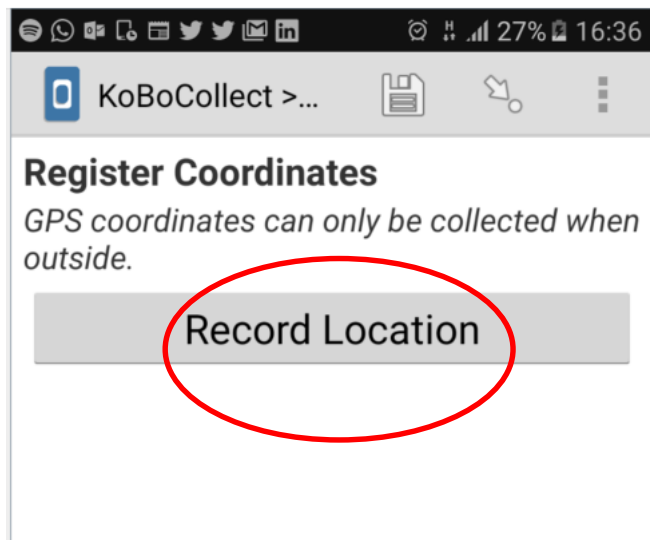 27% 16:36
KoBoCollect >...
Register Coordinates
GPS coordinates can only be collected when
outside.
Record Location